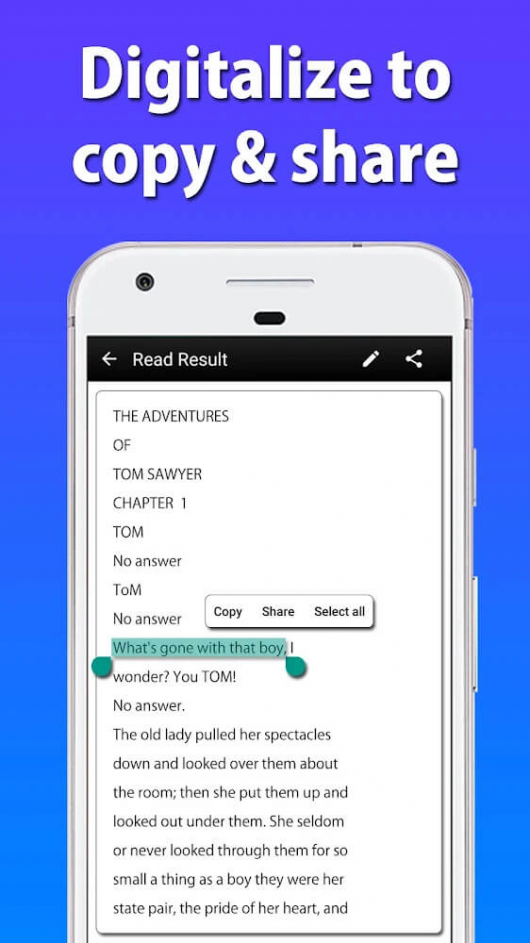 Digitalize to
copy & share
Read Result
THE ADVENTURES
OF
TOM SAWYER
CHAPTER 1
TOM
No answer
ToM
No answer
Copy Share Select all
What's gone with that boy, I
wonder? You TOM!
No answer.
The old lady pulled her spectacles
down and looked over them about
the room; then she put them up and
looked out under them. She seldom
or never looked through them for so
small a thing as a boy they were her
state pair, the pride of her heart, and